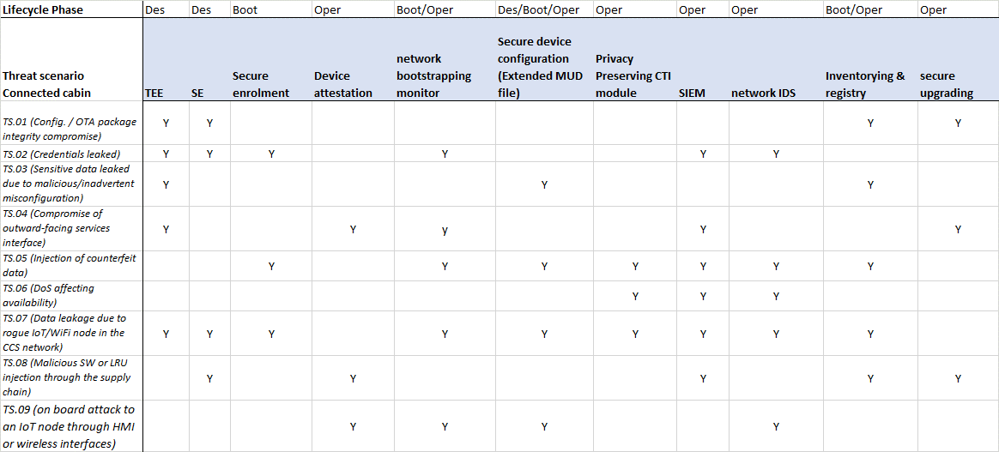 Lifecycle Phase Des Des Boot Oper Boot/Oper Des/Boot/Oper Oper Oper Oper Boot/Oper Oper
Secure device
network configuration Privacy
Threat scenario Secure Device bootstrapping (Extended MUD Preserving CTI Inventorying & secure
Connected cabin TEE SE enrolment attestation monitor file) module SIEM network IDS registry upgrading
TS.01 (Config. / OTA package
integrity compromise) Y Y Y Y
TS.02 (Credentials leaked) Y Y Y Y Y Y
TS.03 (Sensitive data leaked
due to malicious/inadvertent Y Y Y
misconfiguration)
TS.04 (Compromise of
outward-facing services Y Y y Y Y
interface)
TS.05 (Injection of counterfeit
data) Y Y Y Y Y Y Y
TS.06 (DoS affecting
availability) Y Y Y
TS.07 (Data leakage due to
rogue IoT/WiFi node in the Y Y Y Y Y Y Y Y Y
CCS network)
TS.08 (Malicious SW or LRU
injection through the supply Y Y Y Y Y
chain)
TS.09 (on board attack to
an IoT node through HMI Y Y Y Y
or wireless interfaces)